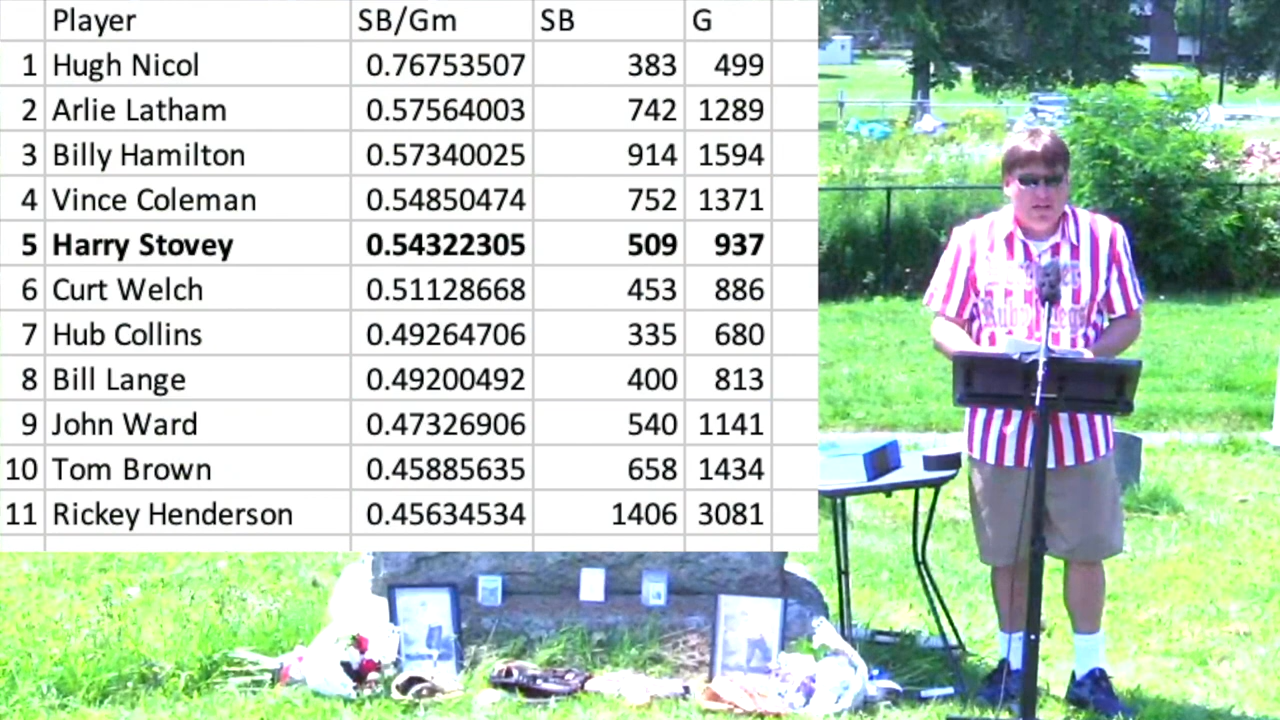 Player SB/Gm SB G
1 Hugh Nicol 0.76753507 383 499
2 Arlie Latham 0.57564003 742 1289
3 Billy Hamilton 0.57340025 914 1594
4 Vince Coleman 0.54850474 752 1371
5 Harry Stovey 0.54322305 509 937
6 Curt Welch 0.51128668 453 886
7 Hub Collins 0.49264706 335 680
8 Bill Lange 0.49200492 400 813
9 John Ward 0.47326906 540 1141
10 Tom Brown 0.45885635 658 1434
11 Rickey Henderson 0.45634534 1406 3081